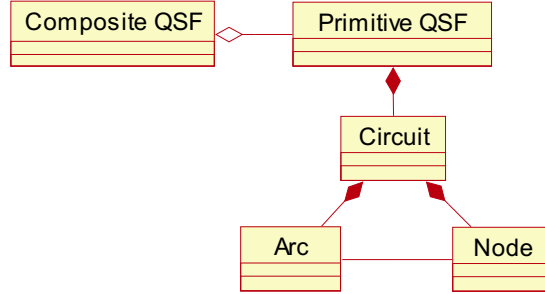 Composite QSF
Primitive QSF
Circuit
Arc
Node